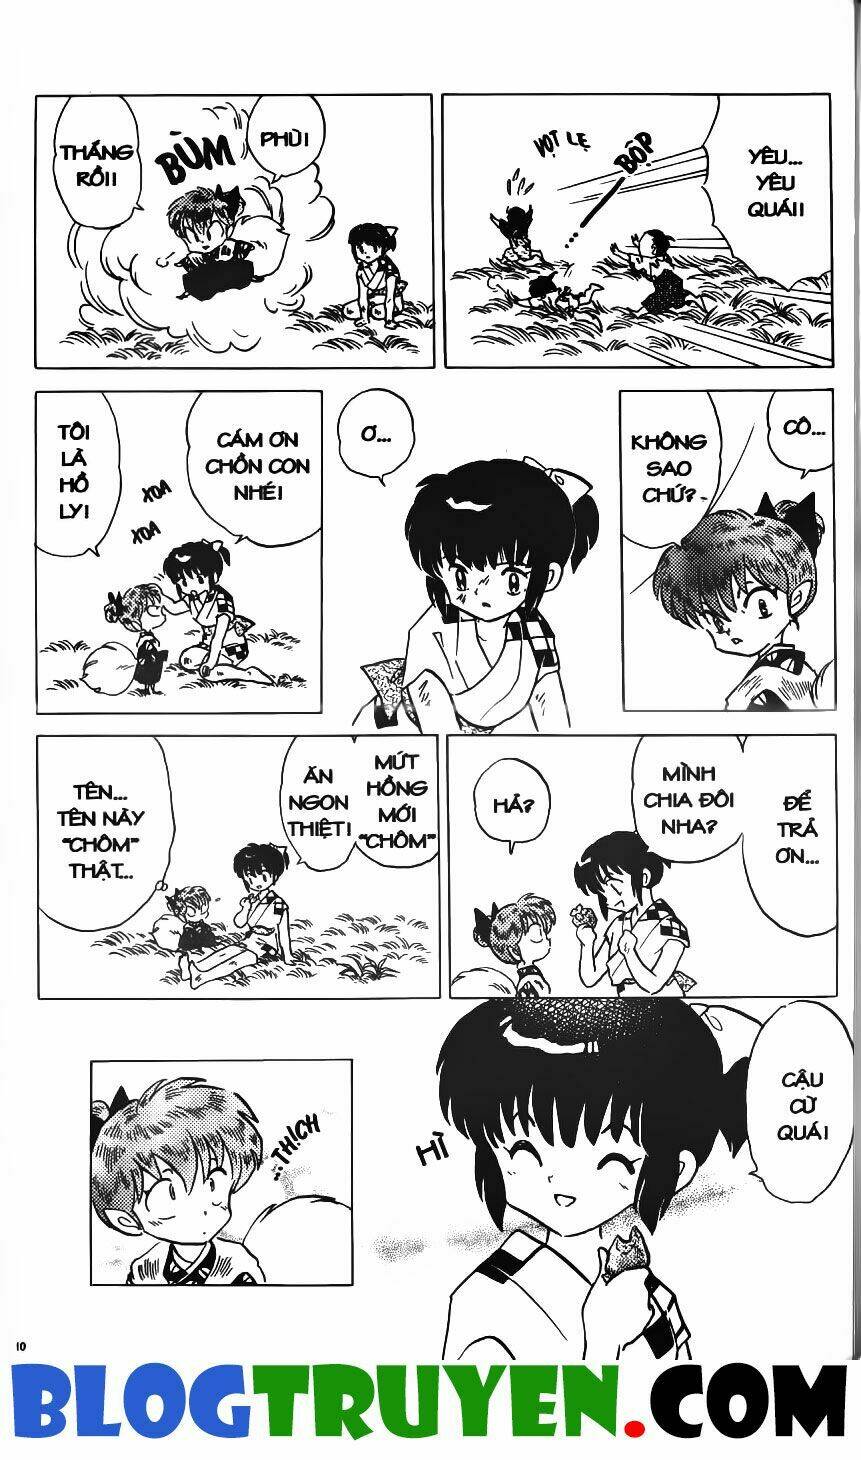 YÊU...
YÊU
QUÁI!
BỘP
VỌT LẸ
PHÙ!
BÙM
THẮNG
RỒI!
CÔ...
KHÔNG
SAO
CHỨ?
Ơ...
CÁM ƠN
CHỒN CON
NHÉ!
XOA
XOA
TÔI
LÀ
HỒ
LY!
ĐỂ
TRẢ
ƠN...
MÌNH
CHIA ĐÔI
NHA?
HẢ?
MỨT
HỒNG
MỚI
"CHÔM"
ĂN
NGON
THIỆT!
TÊN...
TÊN NÀY
"CHÔM"
THẬT...
CẬU
CỪ
QUÁ!
HÌ
...THỊCH
10
BLOGTRUYEN.COM